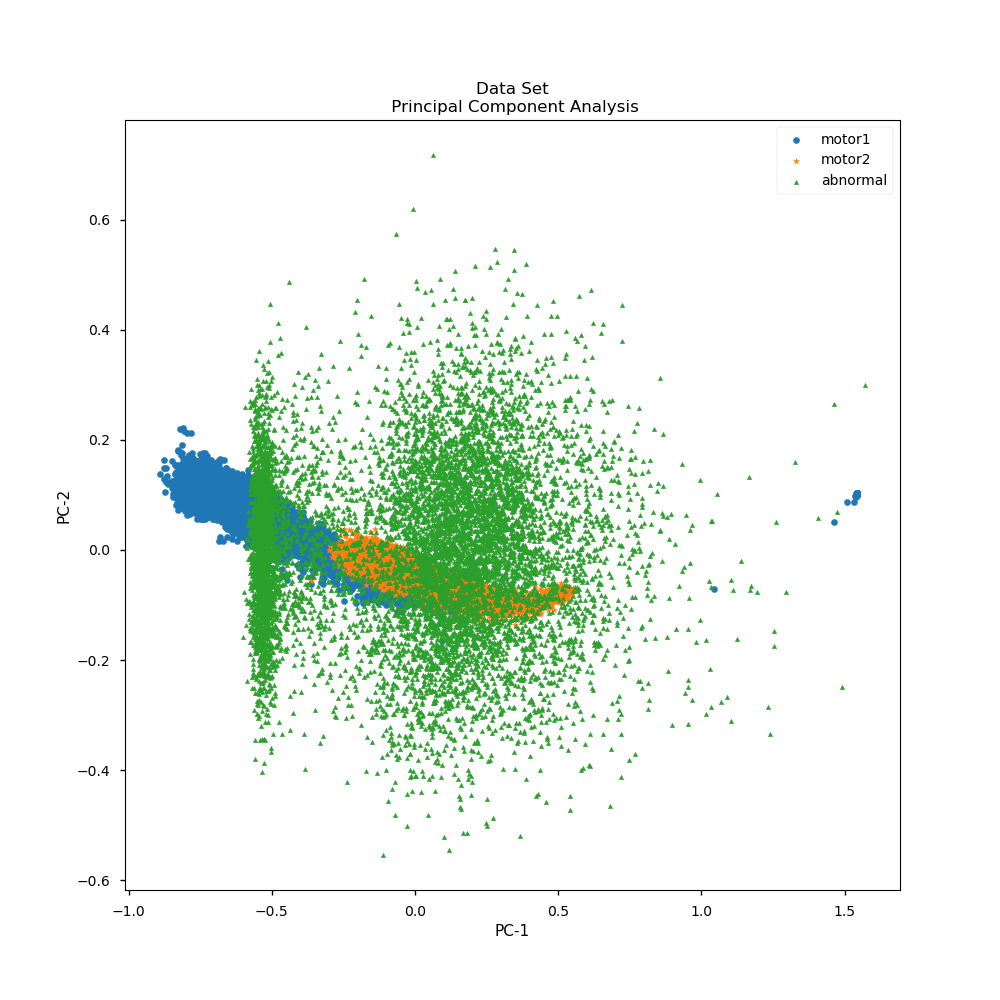 Data Set
Principal Component Analysis
motor1
motor2
abnormal
0.6
0.4
0.2
0.0
−0.2
−0.4
−0.6
PC-2
−1.0 −0.5 0.0 0.5 1.0 1.5
PC-1